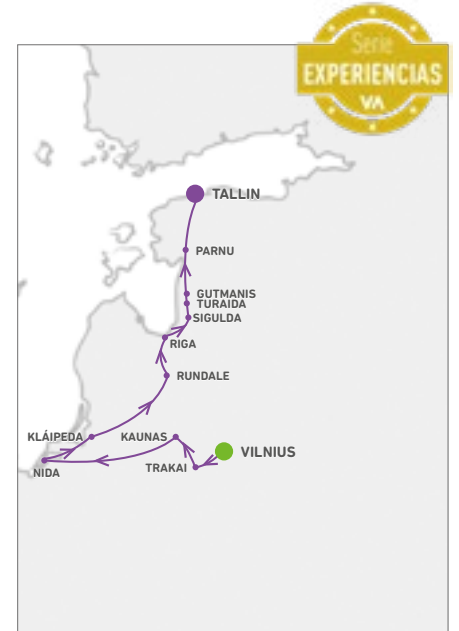 Serie
EXPERIENCIAS
VA
TALLIN
PARNU
GUTMANIS
TURAIDA
SIGULDA
RIGA
RUNDALE
KLÁIPEDA
KAUNAS
VILNIUS
NIDA
TRAKAI